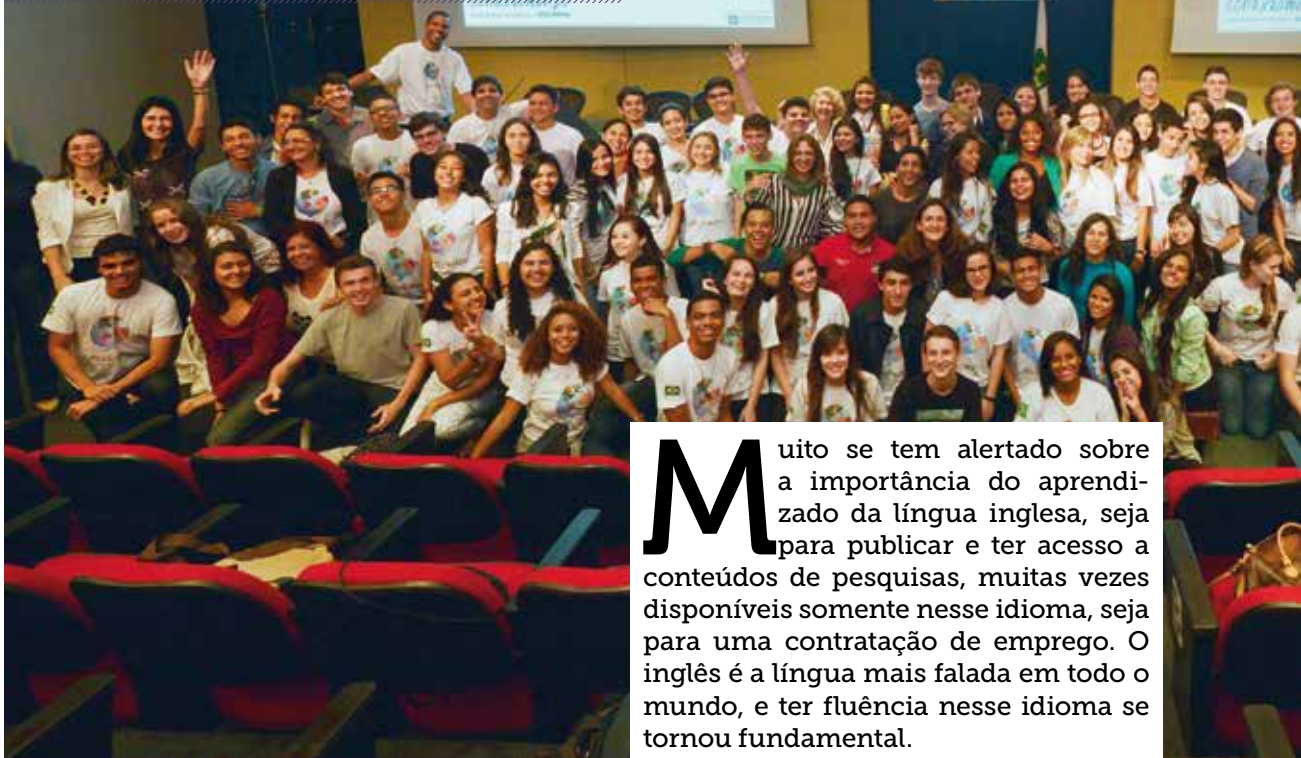 Muito se tem alertado sobre
a importância do aprendi-
zado da língua inglesa, seja
para publicar e ter acesso a
conteúdos de pesquisas, muitas vezes
disponíveis somente nesse idioma, seja
para uma contratação de emprego. O
inglês é a língua mais falada em todo o
mundo, e ter fluência nesse idioma se
tornou fundamental.